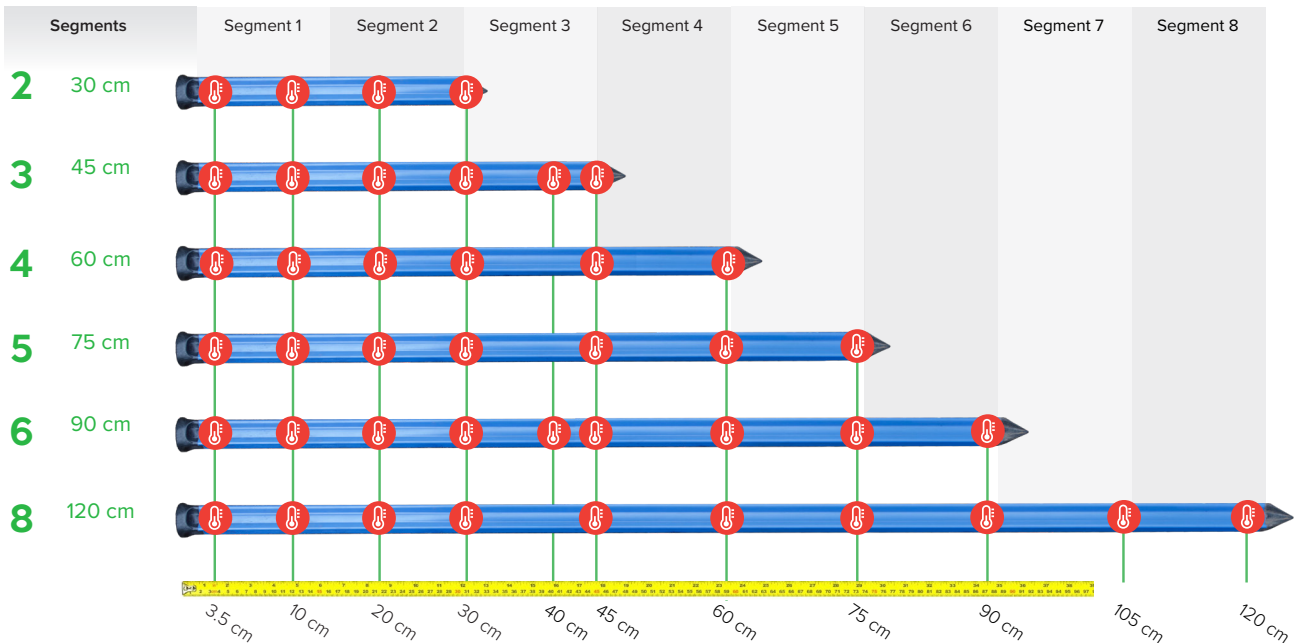 Segments Segment 1 Segment 2 Segment 3 Segment 4 Segment 5 Segment 6 Segment 7 Segment 8
2 30 cm
3 45 cm
4 60 cm
5 75 cm
6 90 cm
8 120 cm
3.5 cm 10 cm 20 cm 30 cm 40 cm 45 cm 60 cm 75 cm 90 cm 105 cm 120 cm